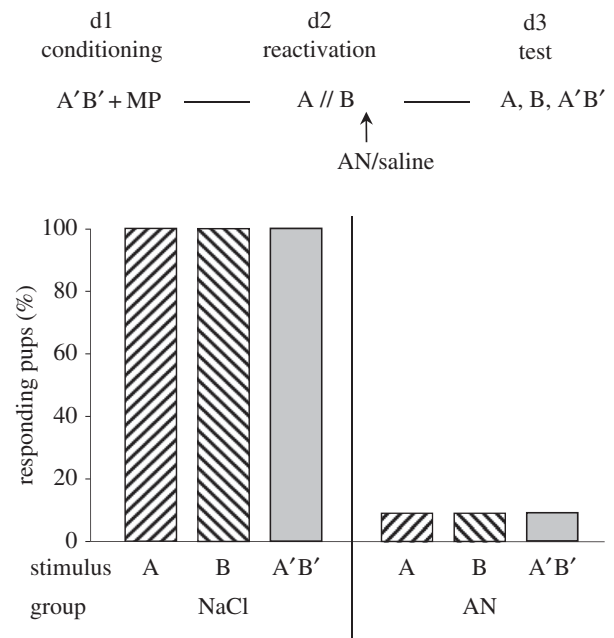 d1 d2 d3
conditioning reactivation test
A′B′ + MP A // B A, B, A′B′
AN/saline
responding pups (%)
100
80
60
40
20
0
stimulus A B A′B′ A B A′B′
group NaCl AN